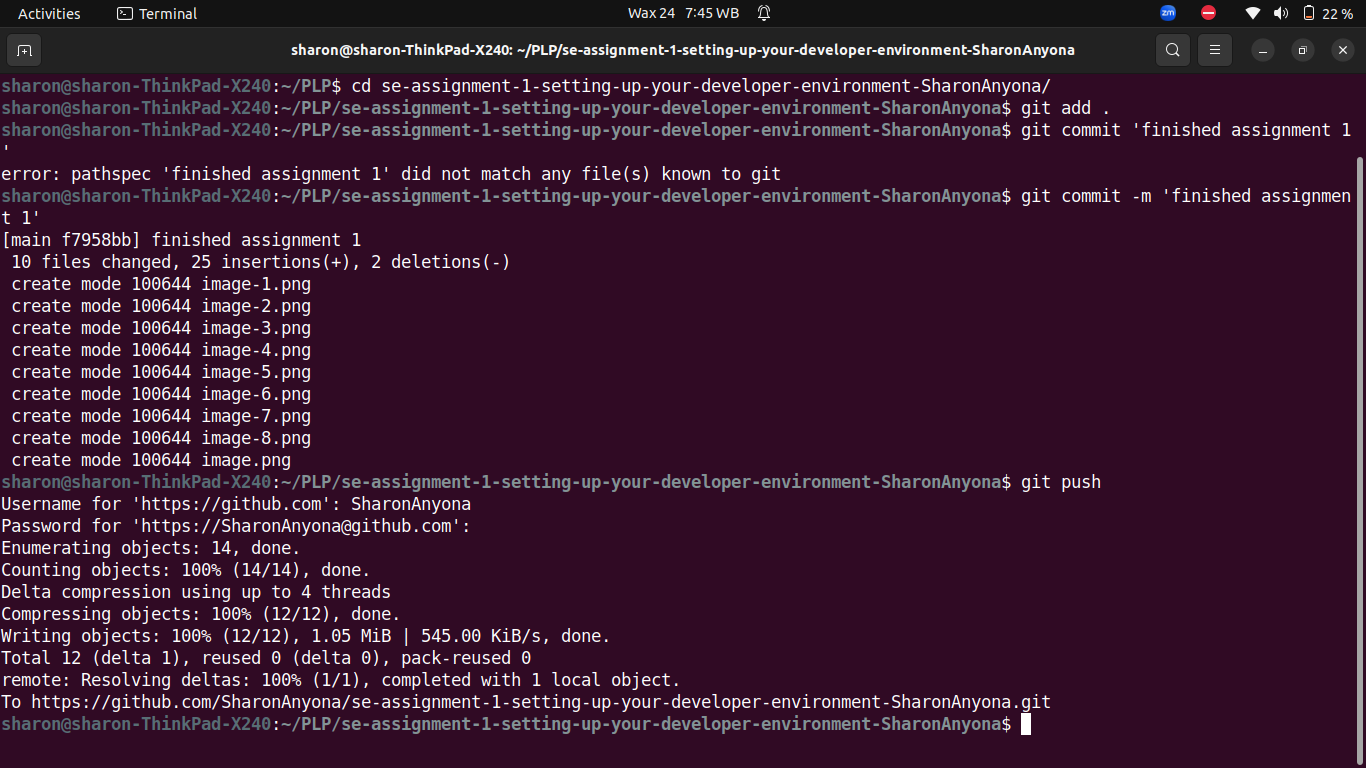 Activities Terminal Wax 24 7:45 WB zm 22 %
sharon@sharon-ThinkPad-X240: ~/PLP/se-assignment-1-setting-up-your-developer-environment-SharonAnyona
sharon@sharon-ThinkPad-X240:~/PLP$ cd se-assignment-1-setting-up-your-developer-environment-SharonAnyona/
sharon@sharon-ThinkPad-X240:~/PLP/se-assignment-1-setting-up-your-developer-environment-SharonAnyona$ git add .
sharon@sharon-ThinkPad-X240:~/PLP/se-assignment-1-setting-up-your-developer-environment-SharonAnyona$ git commit 'finished assignment 1
'
error: pathspec 'finished assignment 1' did not match any file(s) known to git
sharon@sharon-ThinkPad-X240:~/PLP/se-assignment-1-setting-up-your-developer-environment-SharonAnyona$ git commit -m 'finished assignmen
t 1'
[main f7958bb] finished assignment 1
 10 files changed, 25 insertions(+), 2 deletions(-)
 create mode 100644 image-1.png
 create mode 100644 image-2.png
 create mode 100644 image-3.png
 create mode 100644 image-4.png
 create mode 100644 image-5.png
 create mode 100644 image-6.png
 create mode 100644 image-7.png
 create mode 100644 image-8.png
 create mode 100644 image.png
sharon@sharon-ThinkPad-X240:~/PLP/se-assignment-1-setting-up-your-developer-environment-SharonAnyona$ git push
Username for 'https://github.com': SharonAnyona
Password for 'https://SharonAnyona@github.com':
Enumerating objects: 14, done.
Counting objects: 100% (14/14), done.
Delta compression using up to 4 threads
Compressing objects: 100% (12/12), done.
Writing objects: 100% (12/12), 1.05 MiB | 545.00 KiB/s, done.
Total 12 (delta 1), reused 0 (delta 0), pack-reused 0
remote: Resolving deltas: 100% (1/1), completed with 1 local object.
To https://github.com/SharonAnyona/se-assignment-1-setting-up-your-developer-environment-SharonAnyona.git
sharon@sharon-ThinkPad-X240:~/PLP/se-assignment-1-setting-up-your-developer-environment-SharonAnyona$